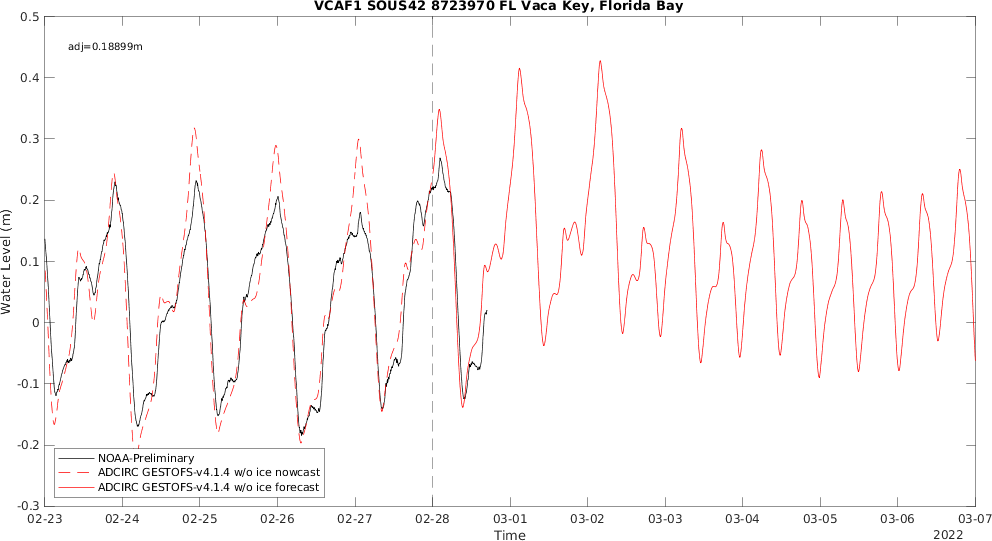 VCAF1 SOUS42 8723970 FL Vaca Key, Florida Bay
adj=0.18899m
0.5
0.4
0.3
0.2
0.1
0
-0.1
-0.2
-0.3
Water Level (m)
NOAA-Preliminary
ADCIRC GESTOFS-v4.1.4 w/o ice nowcast
ADCIRC GESTOFS-v4.1.4 w/o ice forecast
02-23 02-24 02-25 02-26 02-27 02-28 03-01 03-02 03-03 03-04 03-05 03-06 03-07
Time
2022